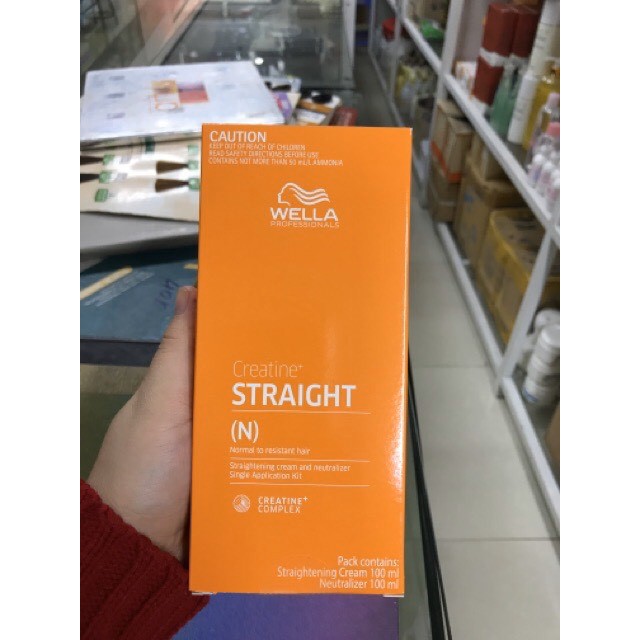 CAUTION
KEEP OUT OF REACH OF CHILDREN
READ SAFETY DIRECTIONS BEFORE USE
CONTAINS NOT MORE THAN 90 mL/L AMMONIA
WELLA
PROFESSIONALS
Creatine+
STRAIGHT
(N)
Normal to resistant hair
Straightening cream and neutralizer
Single Application Kit
CREATINE+
COMPLEX
Pack contains:
Straightening Cream 100 ml
Neutralizer 100 ml